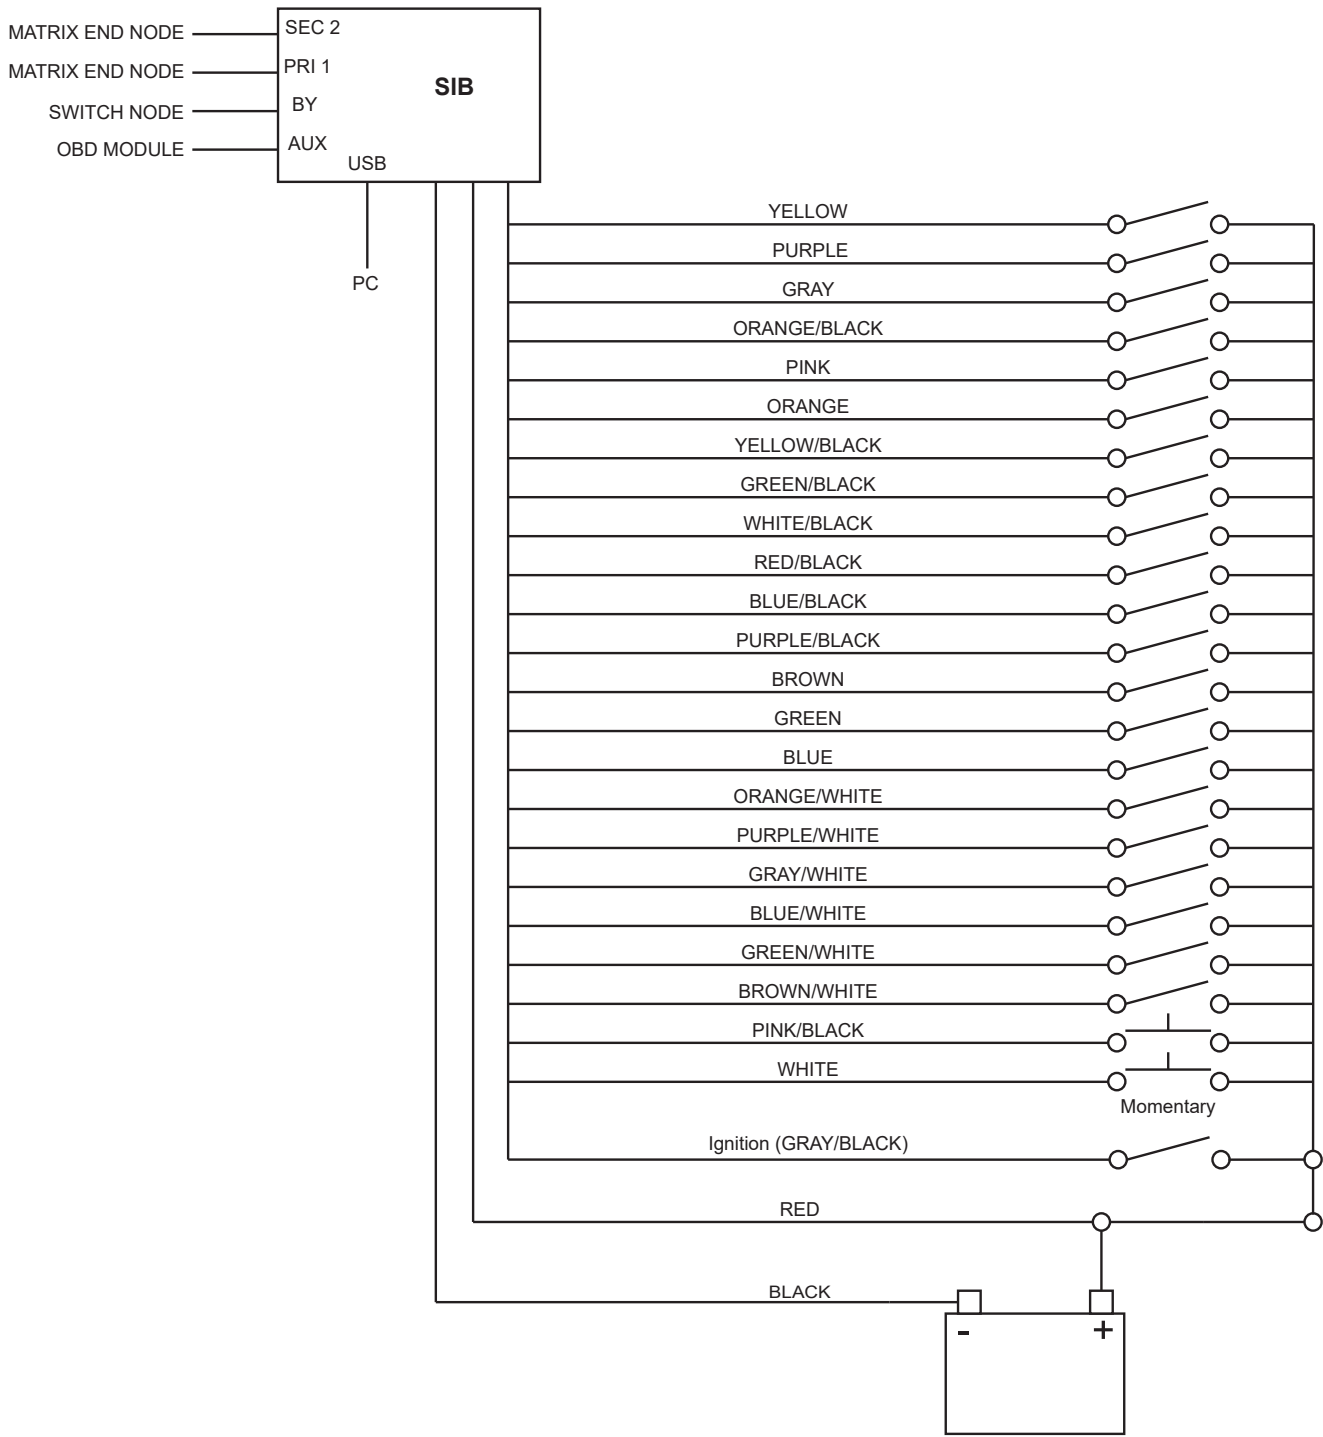 MATRIX END NODE
SEC 2
MATRIX END NODE
PRI 1
SIB
SWITCH NODE
BY
OBD MODULE
AUX
USB
PC
YELLOW
PURPLE
GRAY
ORANGE/BLACK
PINK
ORANGE
YELLOW/BLACK
GREEN/BLACK
WHITE/BLACK
RED/BLACK
BLUE/BLACK
PURPLE/BLACK
BROWN
GREEN
BLUE
ORANGE/WHITE
PURPLE/WHITE
GRAY/WHITE
BLUE/WHITE
GREEN/WHITE
BROWN/WHITE
PINK/BLACK
WHITE
Momentary
Ignition (GRAY/BLACK)
RED
BLACK
- +